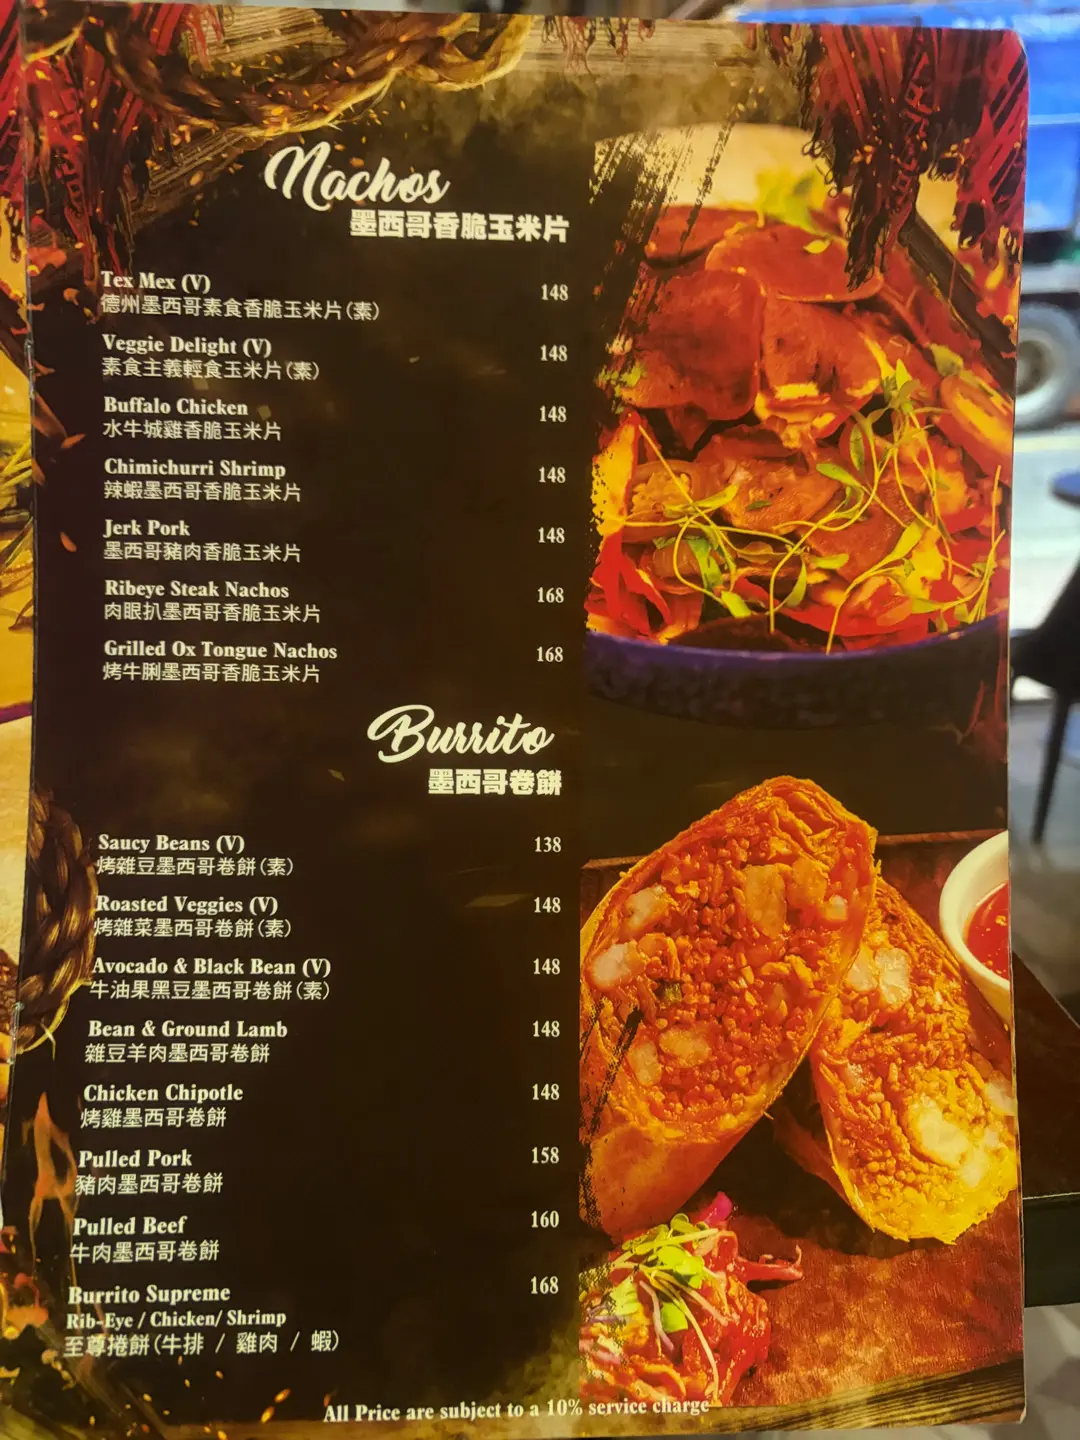 Nachos
墨西哥香脆玉米片
Tex Mex (V) 148
德州墨西哥素食香脆玉米片(素)
Veggie Delight (V) 148
素食主義輕食玉米片(素)
Buffalo Chicken 148
水牛城雞香脆玉米片
Chimichurri Shrimp 148
辣蝦墨西哥香脆玉米片
Jerk Pork 148
墨西哥豬肉香脆玉米片
Ribeye Steak Nachos 168
肉眼扒墨西哥香脆玉米片
Grilled Ox Tongue Nachos 168
烤牛脷墨西哥香脆玉米片
Burrito
墨西哥卷餅
Saucy Beans (V) 138
烤雜豆墨西哥卷餅(素)
Roasted Veggies (V) 148
烤雜菜墨西哥卷餅(素)
Avocado & Black Bean (V) 148
牛油果黑豆墨西哥卷餅(素)
Bean & Ground Lamb 148
雜豆羊肉墨西哥卷餅
Chicken Chipotle 148
烤雞墨西哥卷餅
Pulled Pork 158
豬肉墨西哥卷餅
Pulled Beef 160
牛肉墨西哥卷餅
Burrito Supreme 168
Rib-Eye / Chicken/ Shrimp
至尊捲餅(牛排 / 雞肉 / 蝦)
All Price are subject to a 10% service charge